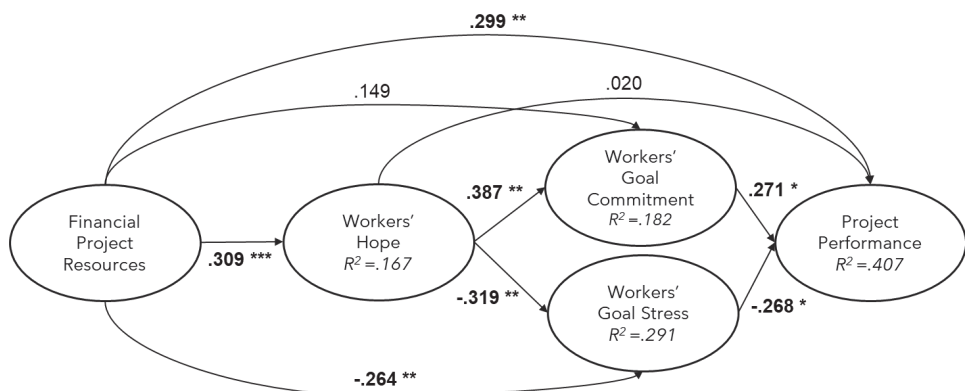 .299 **
.149
.020
Financial
Project
Resources
.309 ***
Workers'
Hope
R² =.167
.387 **
-.319 **
Workers'
Goal
Commitment
R² =.182
Workers'
Goal Stress
R² =.291
.271 *
-.268 *
Project
Performance
R² =.407
-.264 **